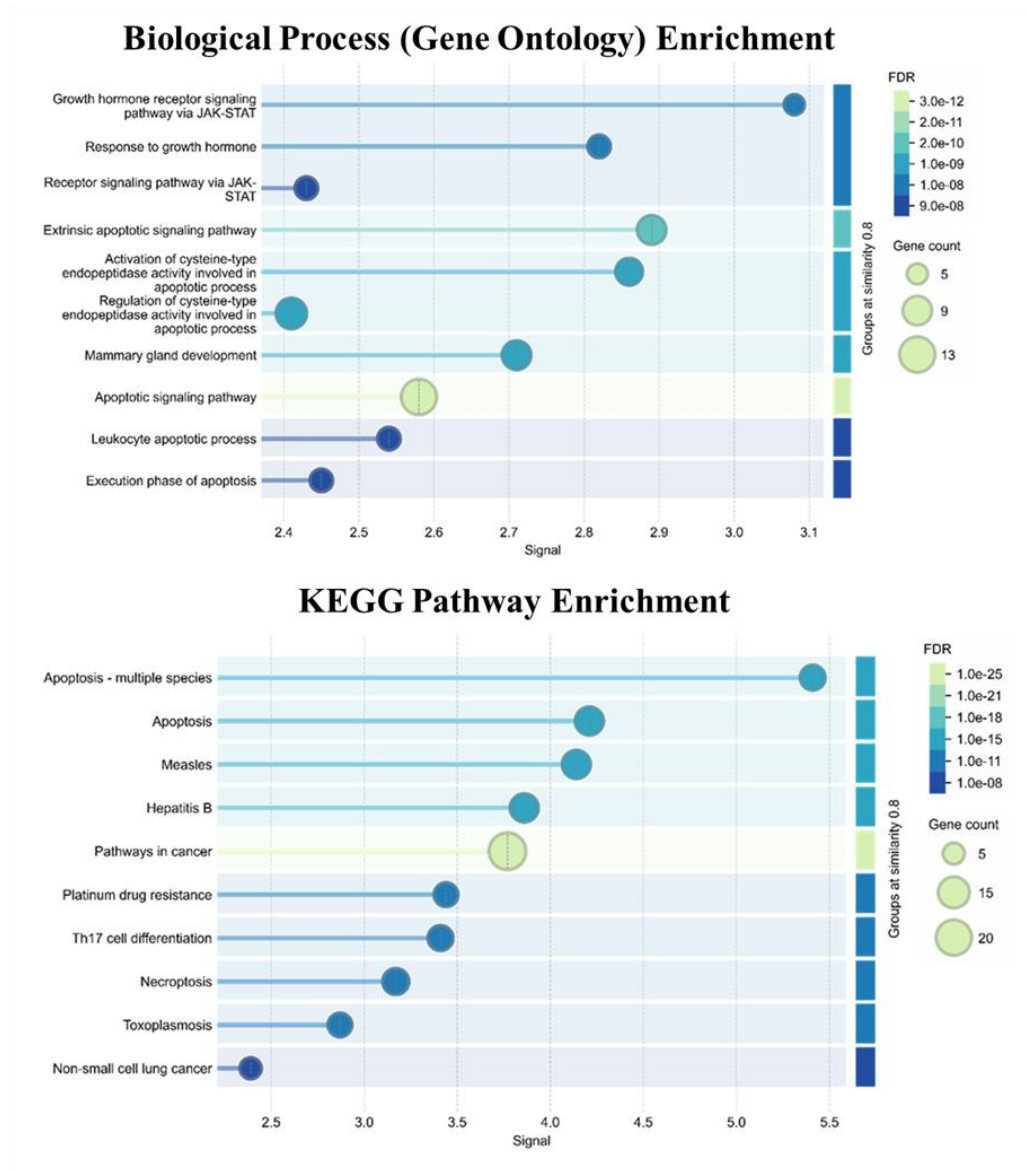 Biological Process (Gene Ontology) Enrichment
Growth hormone receptor signaling
pathway via JAK-STAT
Response to growth hormone
Receptor signaling pathway via JAK-
STAT
Extrinsic apoptotic signaling pathway
Activation of cysteine-type
endopeptidase activity involved in
apoptotic process
Regulation of cysteine-type
endopeptidase activity involved in
apoptotic process
Mammary gland development
Apoptotic signaling pathway
Leukocyte apoptotic process
Execution phase of apoptosis
2.4 2.5 2.6 2.7 2.8 2.9 3.0 3.1
Signal
Groups at similarity 0.8
FDR
3.0e-12
2.0e-11
2.0e-10
1.0e-09
1.0e-08
9.0e-08
Gene count
5
9
13
KEGG Pathway Enrichment
Apoptosis - multiple species
Apoptosis
Measles
Hepatitis B
Pathways in cancer
Platinum drug resistance
Th17 cell differentiation
Necroptosis
Toxoplasmosis
Non-small cell lung cancer
2.5 3.0 3.5 4.0 4.5 5.0 5.5
Signal
Groups at similarity 0.8
FDR
1.0e-25
1.0e-21
1.0e-18
1.0e-15
1.0e-11
1.0e-08
Gene count
5
15
20